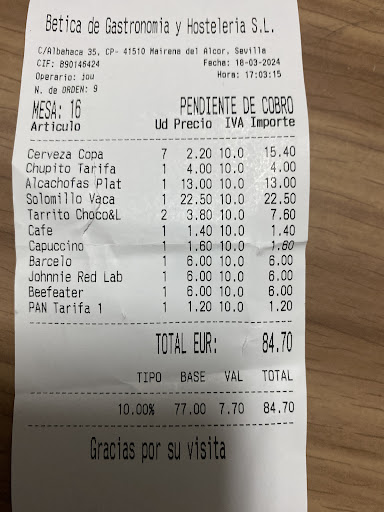 Betica de Gastronomia y Hosteleria S.L.
C/Albahaca 35, CP- 41510 Mairena del Alcor, Sevilla
CIF: B90146424 Fecha: 18-03-2024
Operario: jou Hora: 17:03:15
N. de ORDEN: 9
MESA: 16 PENDIENTE DE COBRO
Articulo Ud Precio IVA Importe
Cerveza Copa 7 2.20 10.0 15.40
Chupito Tarifa 1 4.00 10.0 4.00
Alcachofas Plat 1 13.00 10.0 13.00
Solomillo Vaca 1 22.50 10.0 22.50
Tarrito Choco&L 2 3.80 10.0 7.60
Cafe 1 1.40 10.0 1.40
Capuccino 1 1.60 10.0 1.60
Barcelo 1 6.00 10.0 6.00
Johnnie Red Lab 1 6.00 10.0 6.00
Beefeater 1 6.00 10.0 6.00
PAN Tarifa 1 1 1.20 10.0 1.20
TOTAL EUR: 84.70
TIPO BASE VAL TOTAL
10.00% 77.00 7.70 84.70
Gracias por su visita